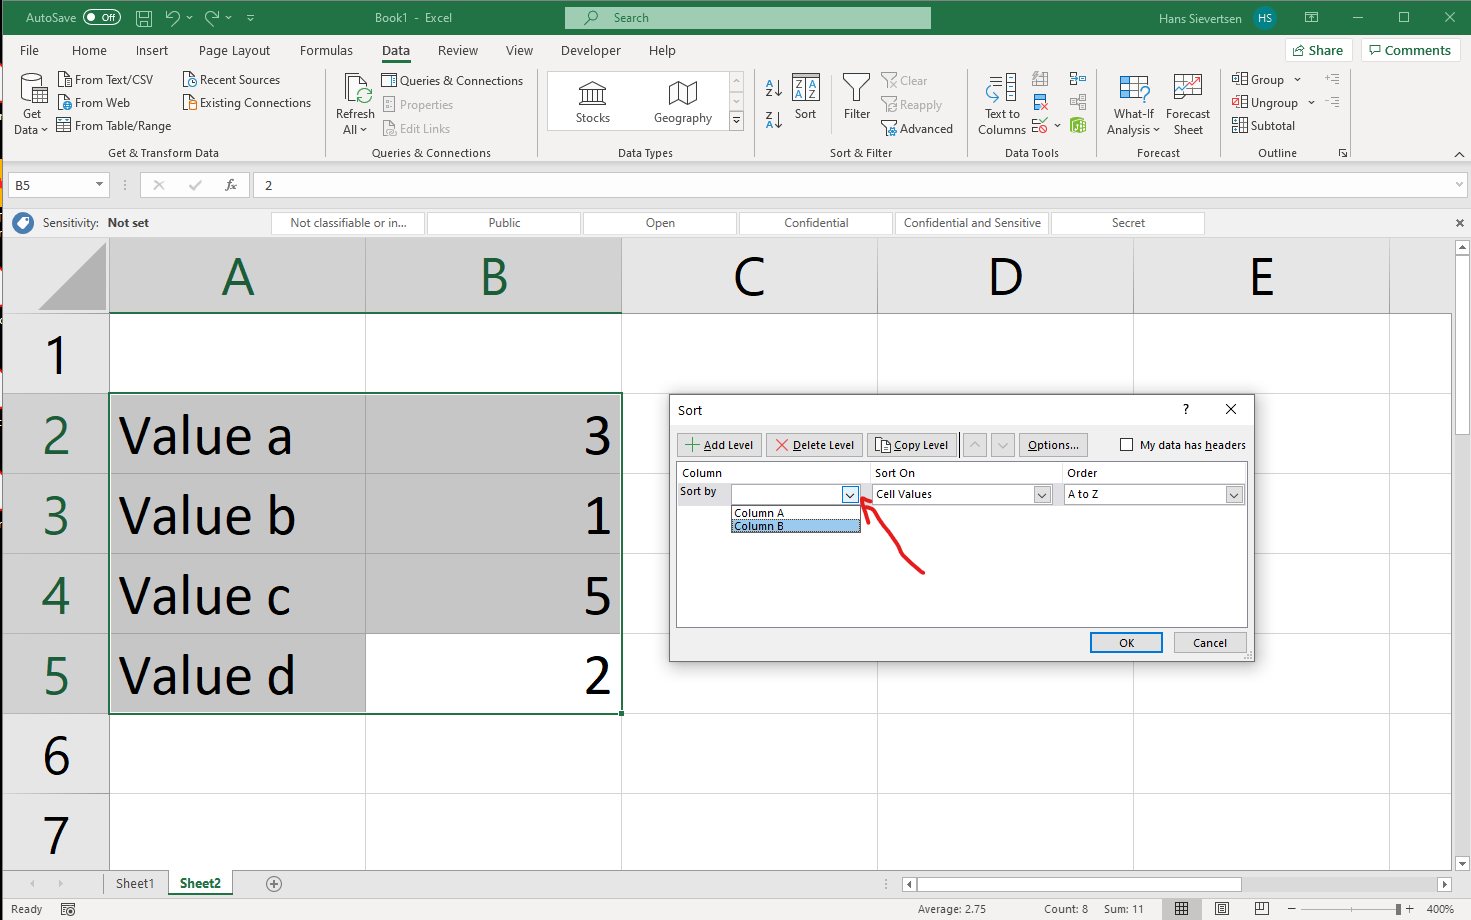 AutoSave Off Book1 - Excel Search Hans Sievertsen HS
File Home Insert Page Layout Formulas Data Review View Developer Help Share Comments
Get Data
From Text/CSV
From Web
From Table/Range
Recent Sources
Existing Connections
Get & Transform Data
Refresh All
Queries & Connections
Properties
Edit Links
Queries & Connections
Stocks Geography
Data Types
Sort
Filter
Clear
Reapply
Advanced
Sort & Filter
Text to Columns
Data Tools
What-If Analysis
Forecast Sheet
Forecast
Group
Ungroup
Subtotal
Outline
B5 fx 2
Sensitivity: Not set Not classifiable or in... Public Open Confidential Confidential and Sensitive Secret
A B C D E
1
2 Value a 3
3 Value b 1
4 Value c 5
5 Value d 2
6
7
Sort ?
Add Level Delete Level Copy Level Options... My data has headers
Column Sort On Order
Sort by Cell Values A to Z
Column A
Column B
OK Cancel
Sheet1 Sheet2
Ready Average: 2.75 Count: 8 Sum: 11 400%